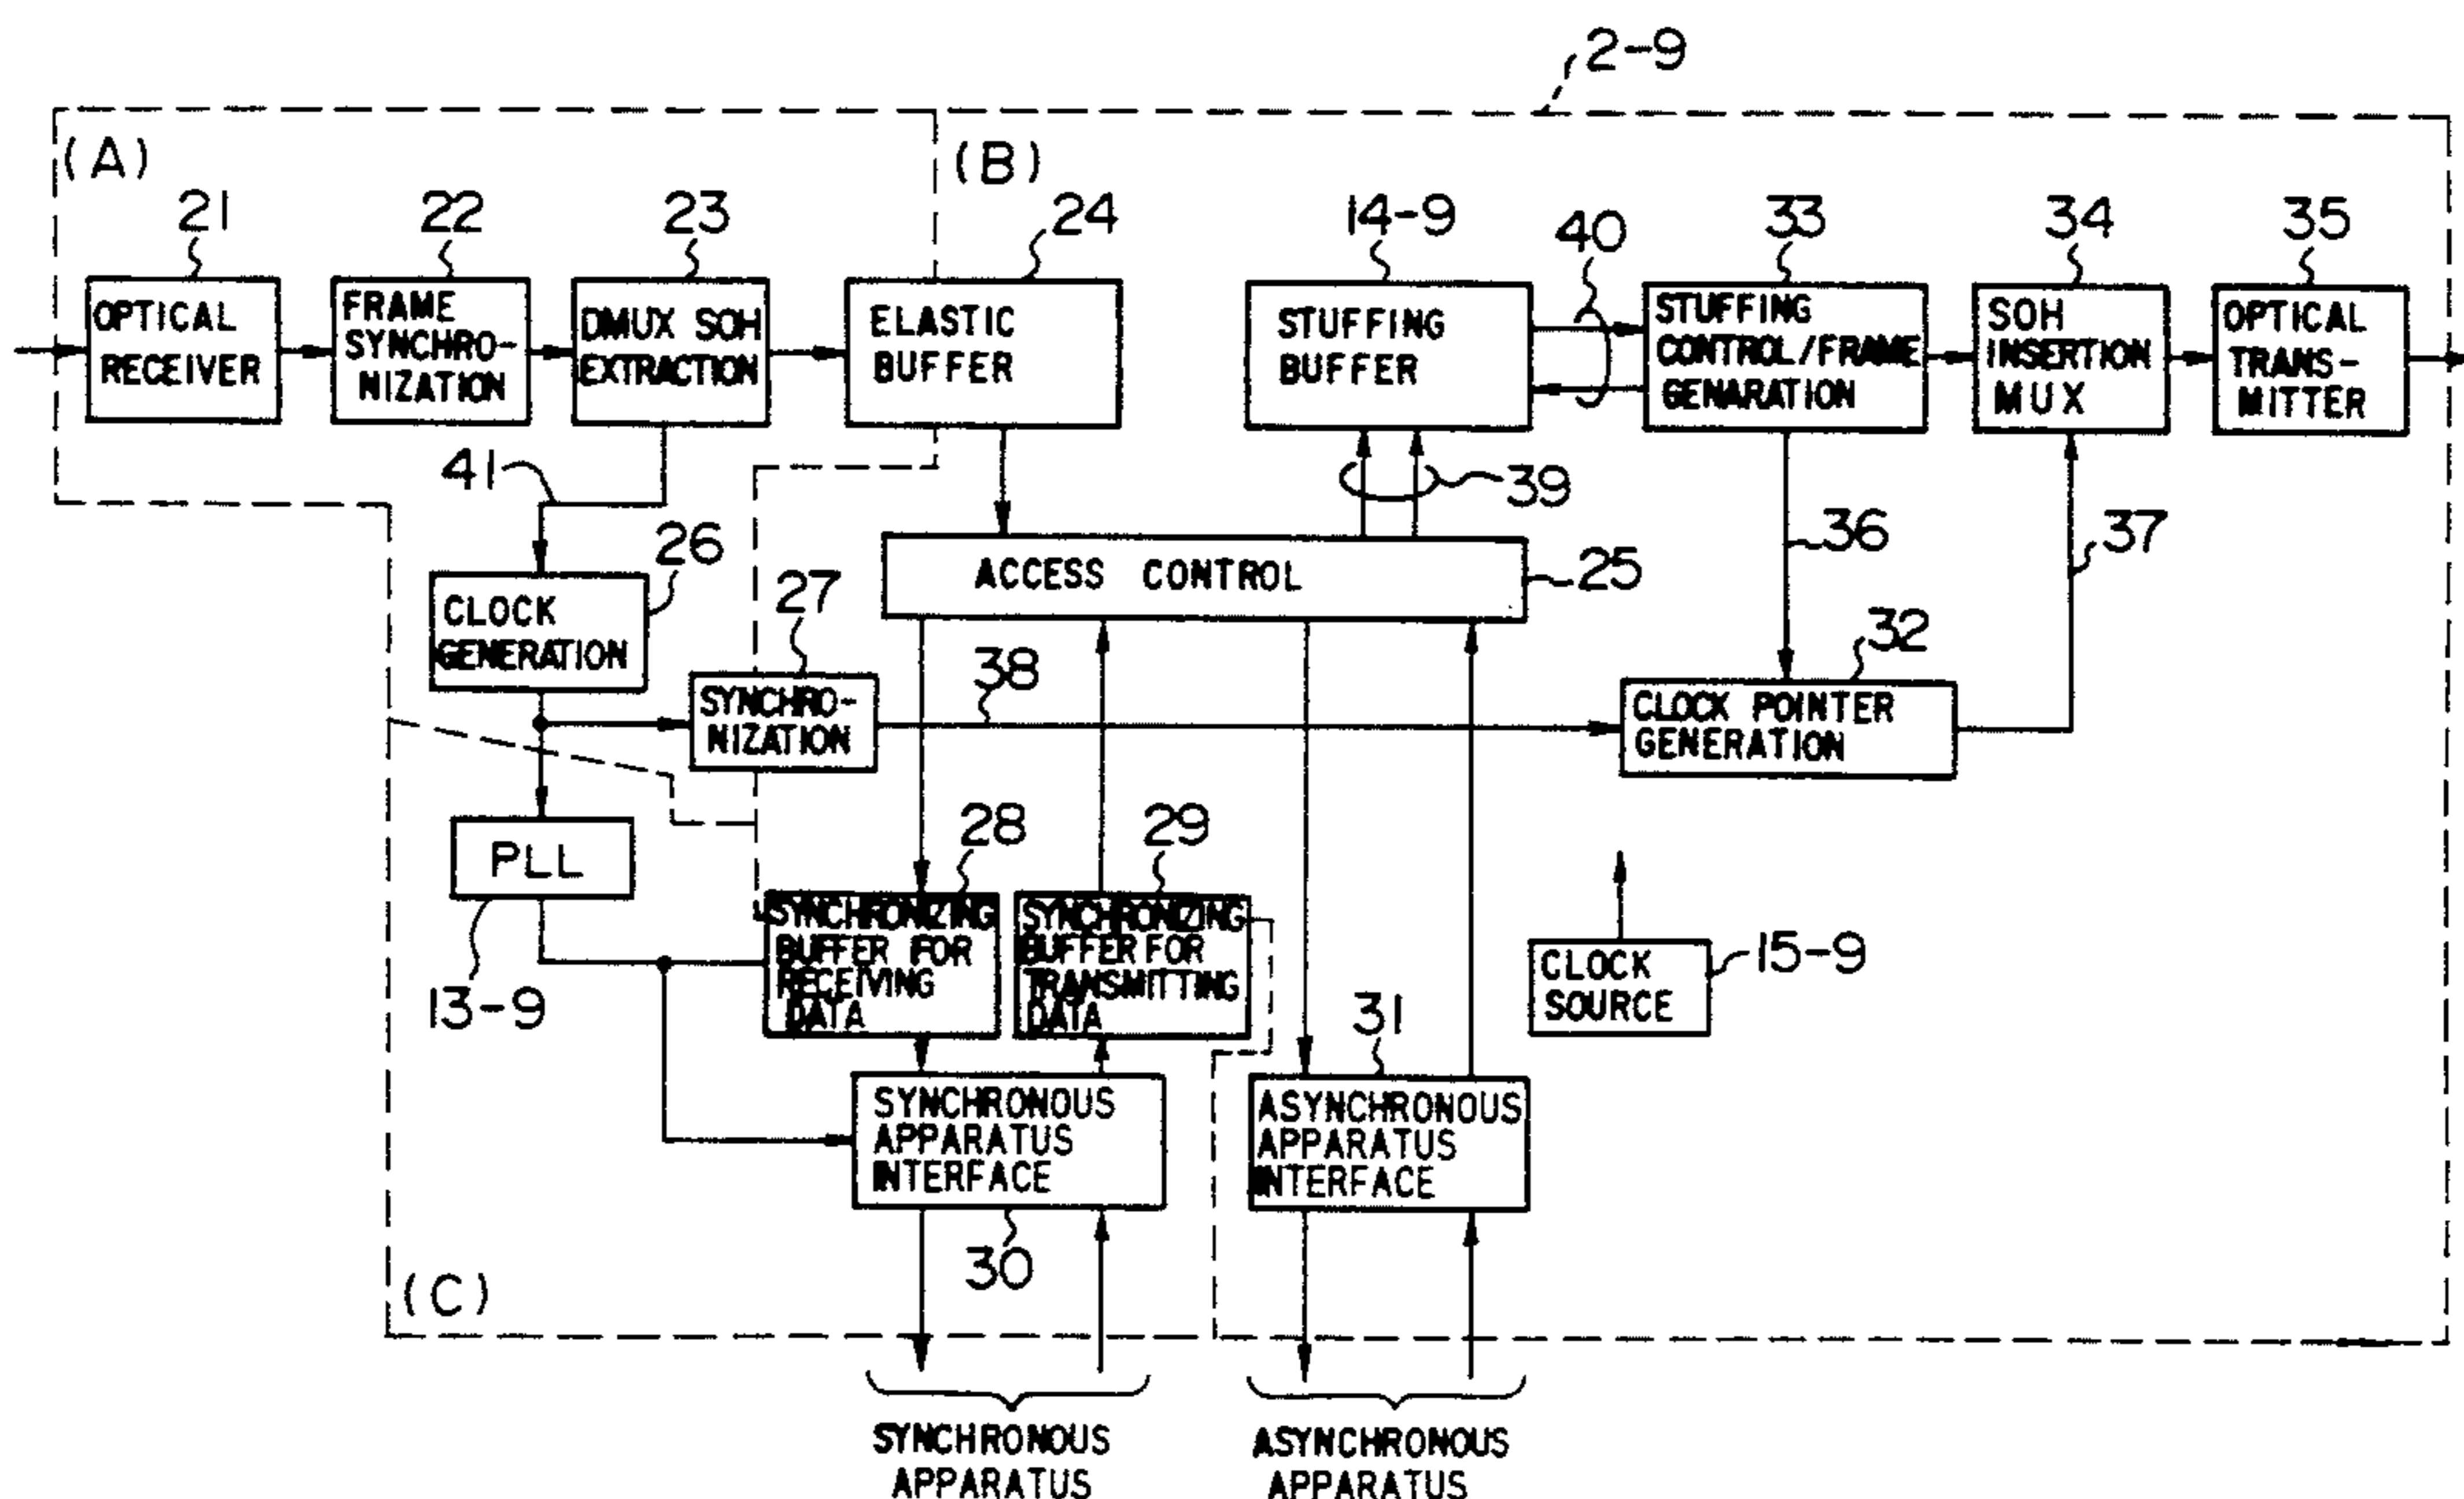 2-9
(A)
(B)
21
22
23
24
14-9
40
33
34
35
OPTICAL
RECEIVER
FRAME
SYNCHRO-
NIZATION
DMUX SOH
EXTRACTION
ELASTIC
BUFFER
STUFFING
BUFFER
STUFFING
CONTROL/FRAME
GENARATION
SOH
INSERTION
MUX
OPTICAL
TRANS-
MITTER
41
39
36
37
26
CLOCK
GENERATION
27
ACCESS CONTROL
25
SYNCHRO-
NIZATION
38
32
CLOCK POINTER
GENERATION
PLL
13-9
28
29
SYNCHRONIZING
BUFFER FOR
RECEIVING
DATA
SYNCHRONIZING
BUFFER FOR
TRANSMITTING
DATA
CLOCK
SOURCE
15-9
31
SYNCHRONOUS
APPARATUS
INTERFACE
30
ASYNCHRONOUS
APPARATUS
INTERFACE
(C)
SYNCHRONOUS
APPARATUS
ASYNCHRONOUS
APPARATUS